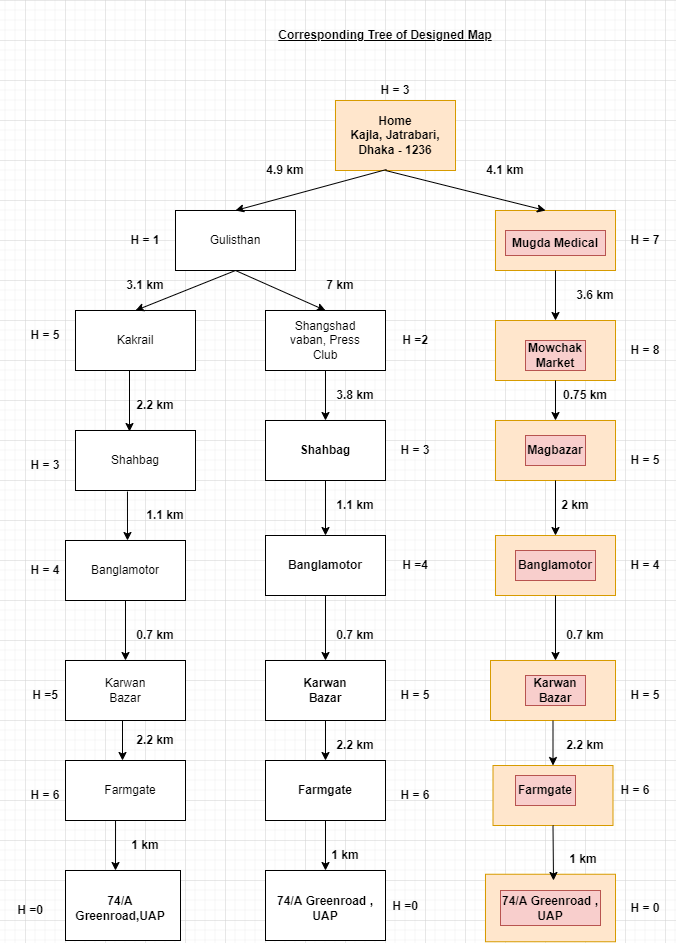 Corresponding Tree of Designed Map
H = 3
Home
Kajla, Jatrabari,
Dhaka - 1236
4.9 km
4.1 km
H = 1
Gulisthan
Mugda Medical
H = 7
3.1 km
7 km
3.6 km
H = 5
Kakrail
Shangshad
vaban, Press
Club
H =2
Mowchak
Market
H = 8
2.2 km
3.8 km
0.75 km
H = 3
Shahbag
Shahbag
H = 3
Magbazar
H = 5
1.1 km
1.1 km
2 km
H = 4
Banglamotor
Banglamotor
H =4
Banglamotor
H = 4
0.7 km
0.7 km
0.7 km
H =5
Karwan
Bazar
Karwan
Bazar
H = 5
Karwan
Bazar
H = 5
2.2 km
2.2 km
2.2 km
H = 6
Farmgate
Farmgate
H = 6
Farmgate
H = 6
1 km
1 km
1 km
H =0
74/A
Greenroad,UAP
74/A Greenroad ,
UAP
H =0
74/A Greenroad ,
UAP
H = 0